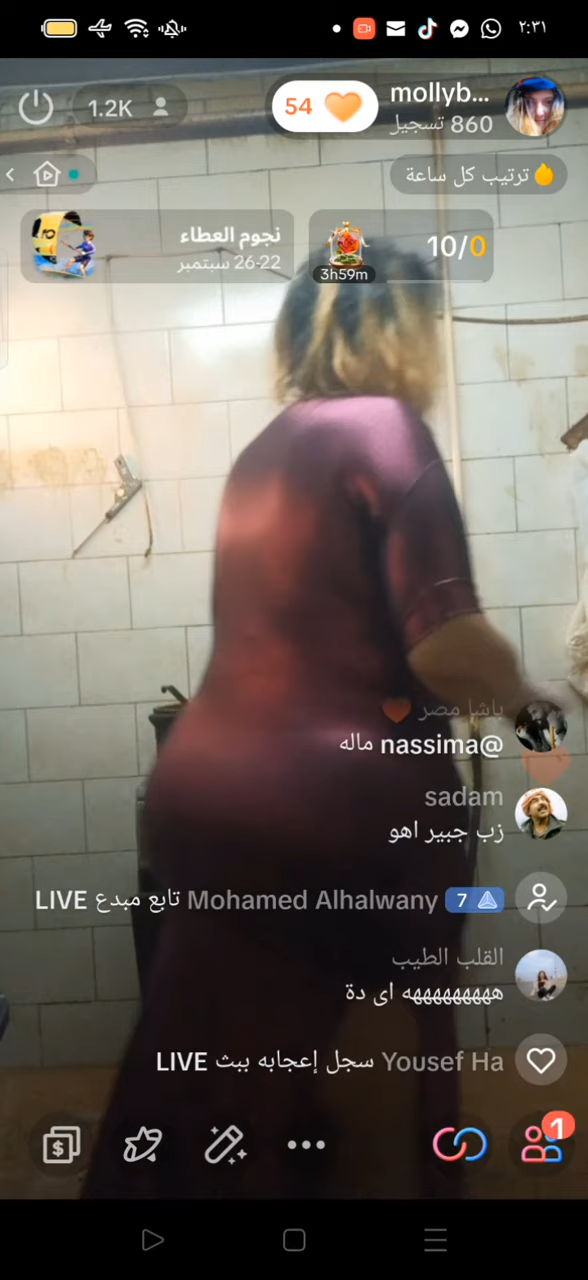 ٢:٣١
mollyb...
860 تسجيل
54
1.2K
ترتيب كل ساعة
10/0
3h59m
نجوم العطاء
26-22 سبتمبر
باشا مصر
@nassima ماله
sadam
زب جبير اهو
7 Mohamed Alhalwany تابع مبدع LIVE
القلب الطيب
هههههههههه اى دة
Yousef Ha سجل إعجابه ببث LIVE
1